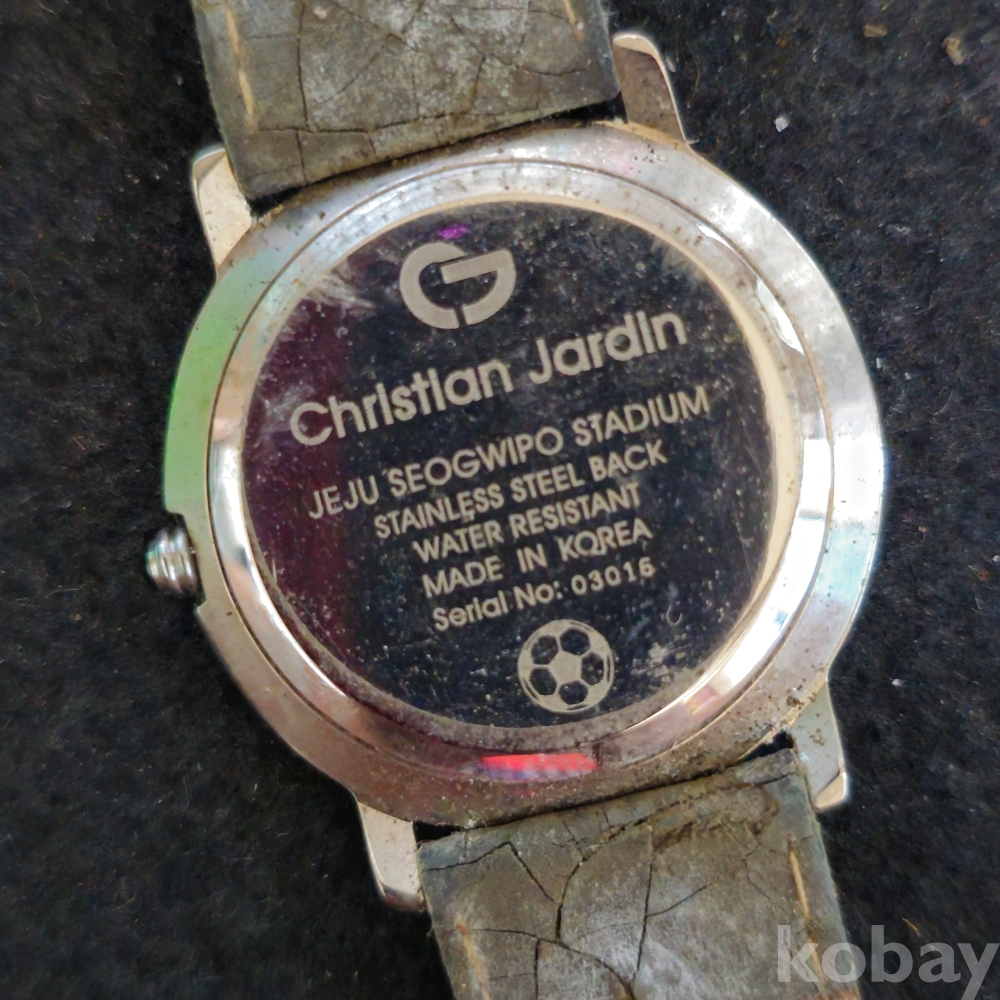 Christian Jardin
JEJU SEOGWIPO STADIUM
STAINLESS STEEL BACK
WATER RESISTANT
MADE IN KOREA
Serial No: 03016
kobay